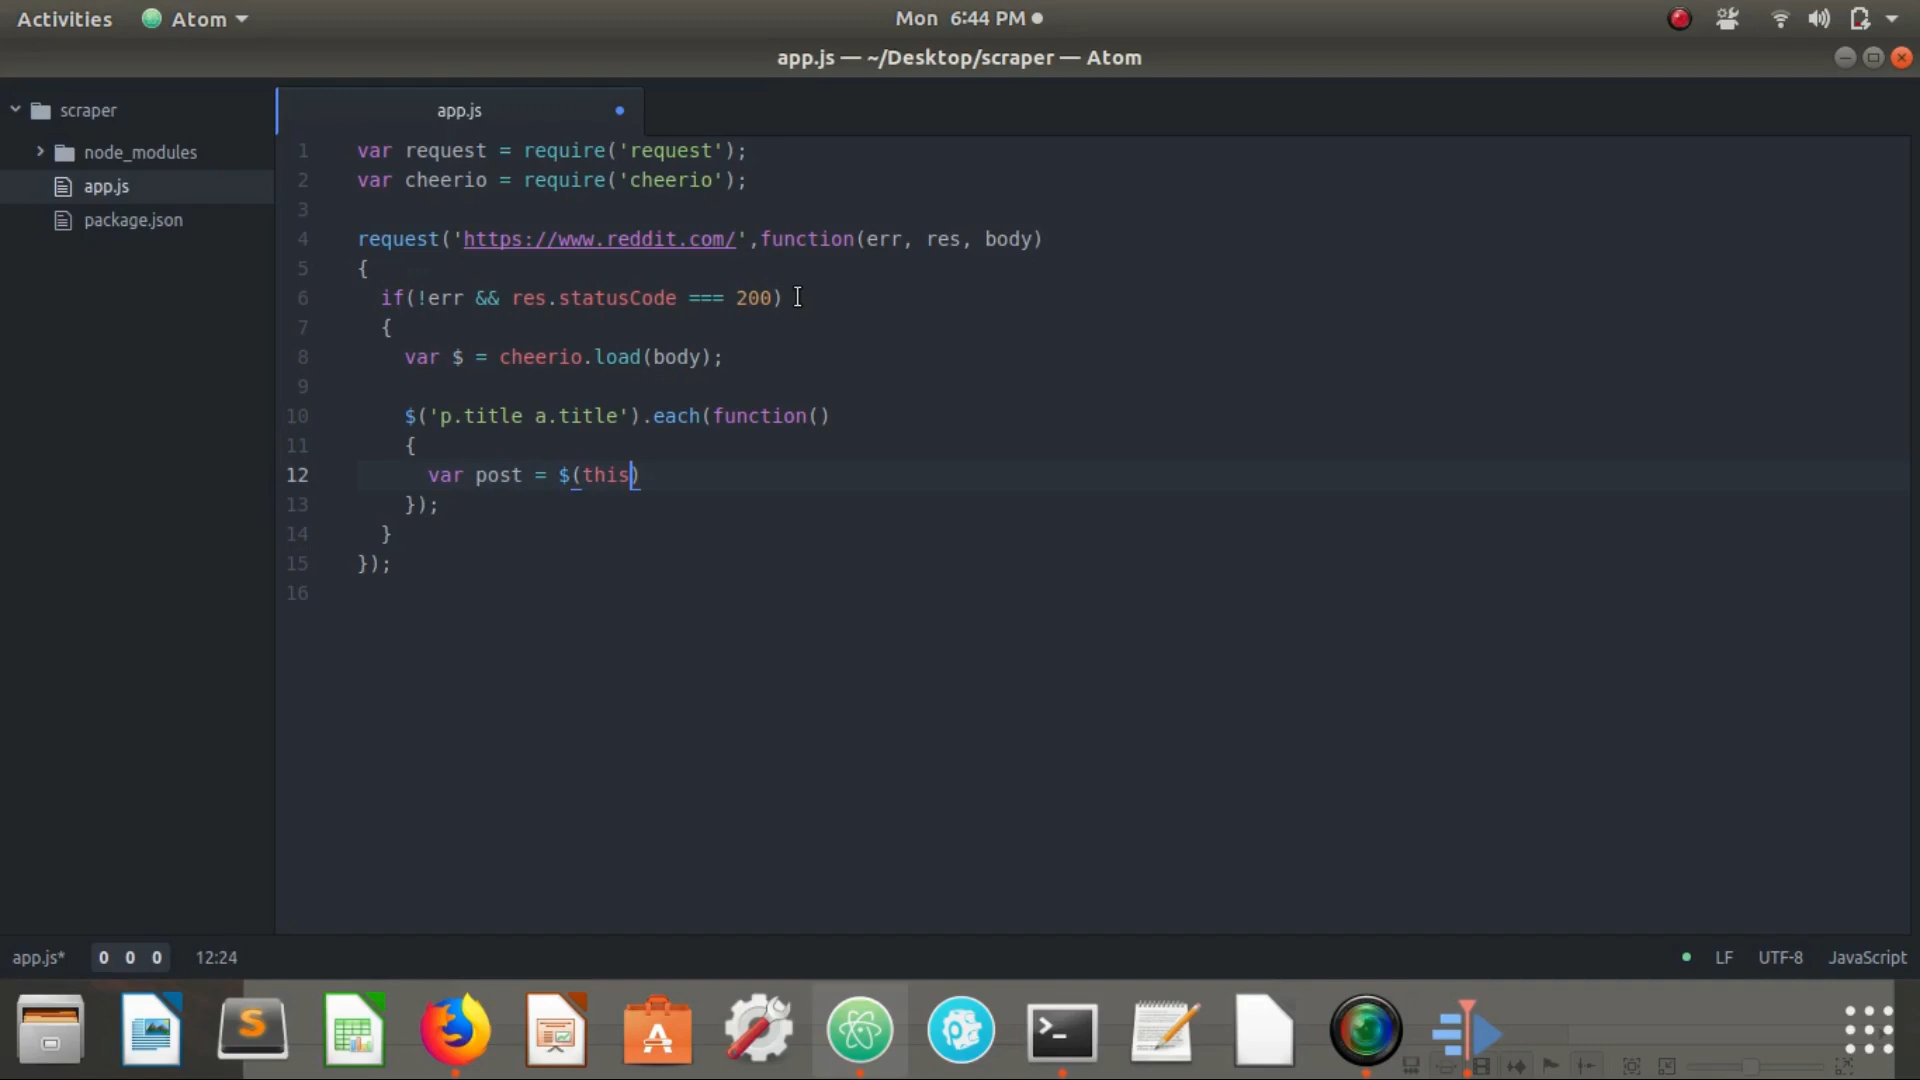 Activities Atom Mon 6:44 PM
app.js — ~/Desktop/scraper — Atom
scraper
node_modules
app.js
package.json
app.js
1 var request = require('request');
2 var cheerio = require('cheerio');
3
4 request('https://www.reddit.com/',function(err, res, body)
5 {
6 if(!err && res.statusCode === 200)
7 {
8 var $ = cheerio.load(body);
9
10 $('p.title a.title').each(function()
11 {
12 var post = $(this)
13 });
14 }
15 });
16
app.js* 0 0 0 12:24 LF UTF-8 JavaScript